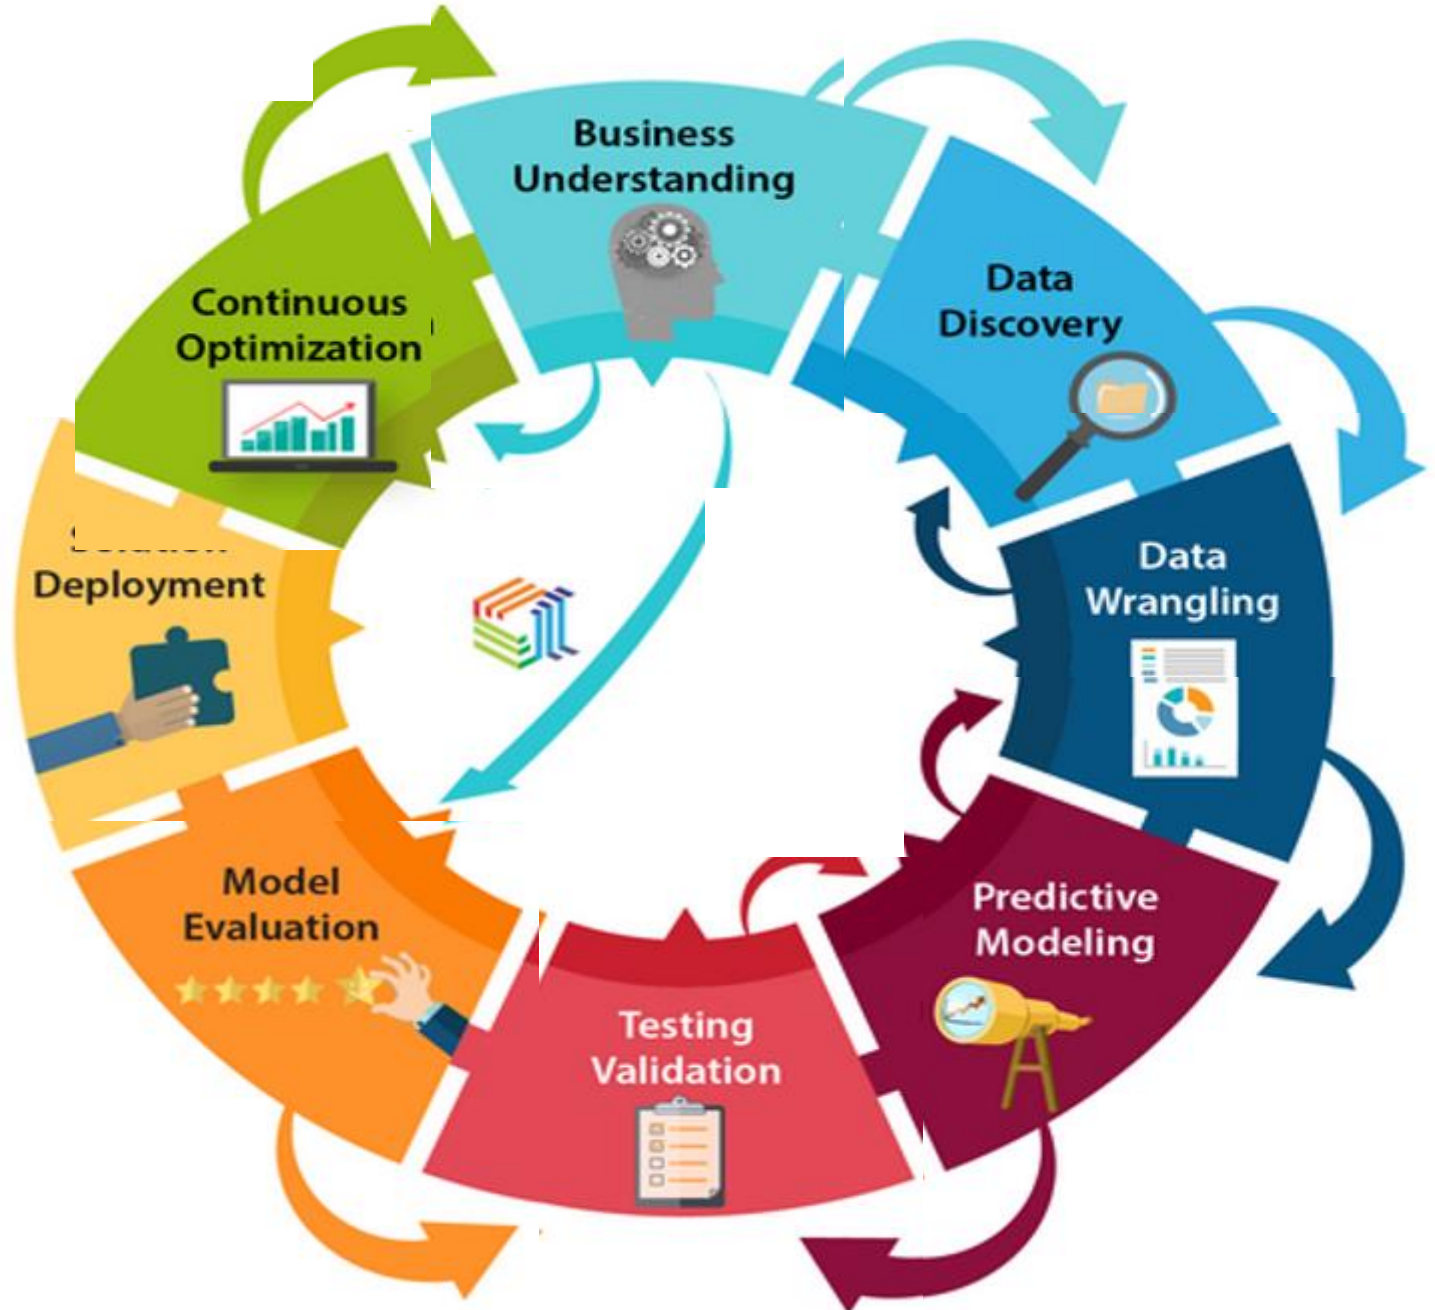 Business
Understanding
Data
Discovery
Data
Wrangling
Predictive
Modeling
Testing
Validation
Model
Evaluation
Deployment
Continuous
Optimization